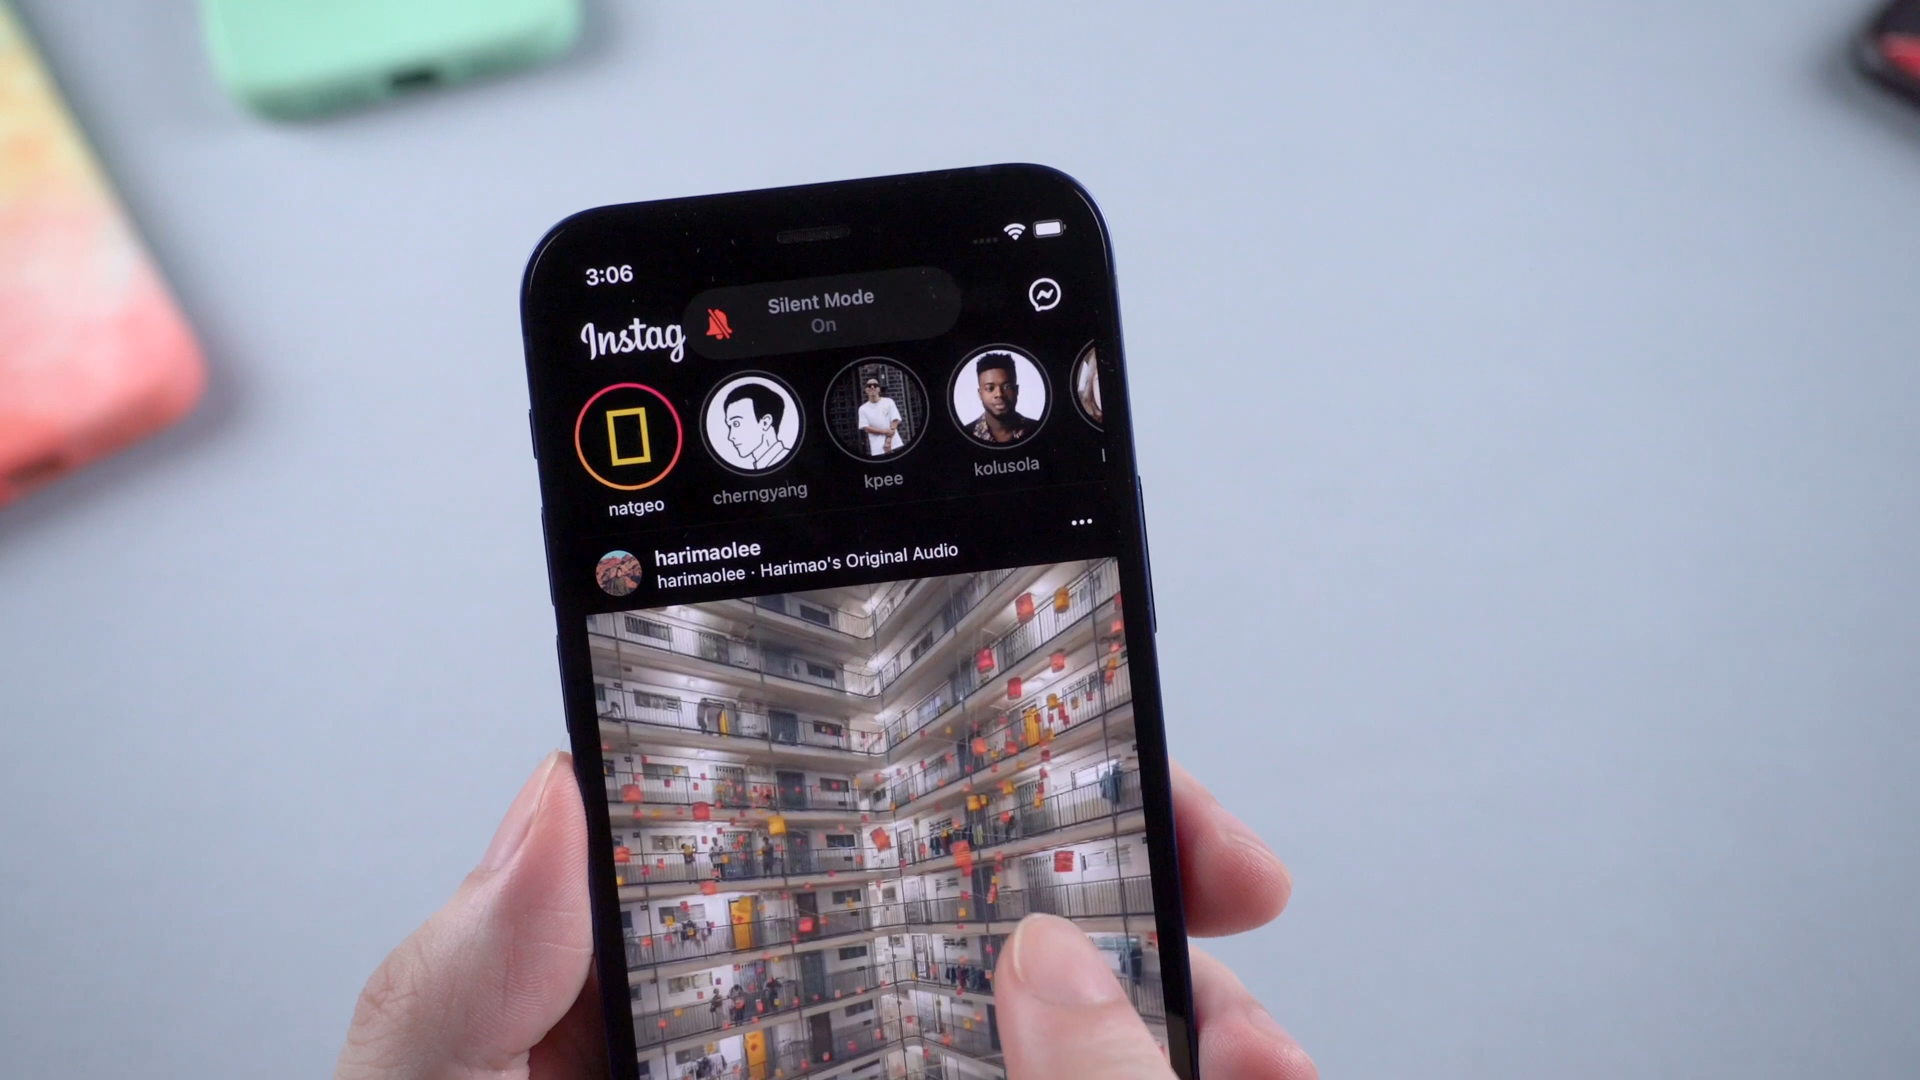 3:06
Silent Mode
On
Instag
natgeo
cherngyang
kpee
kolusola
harimaolee
harimaolee · Harimao's Original Audio